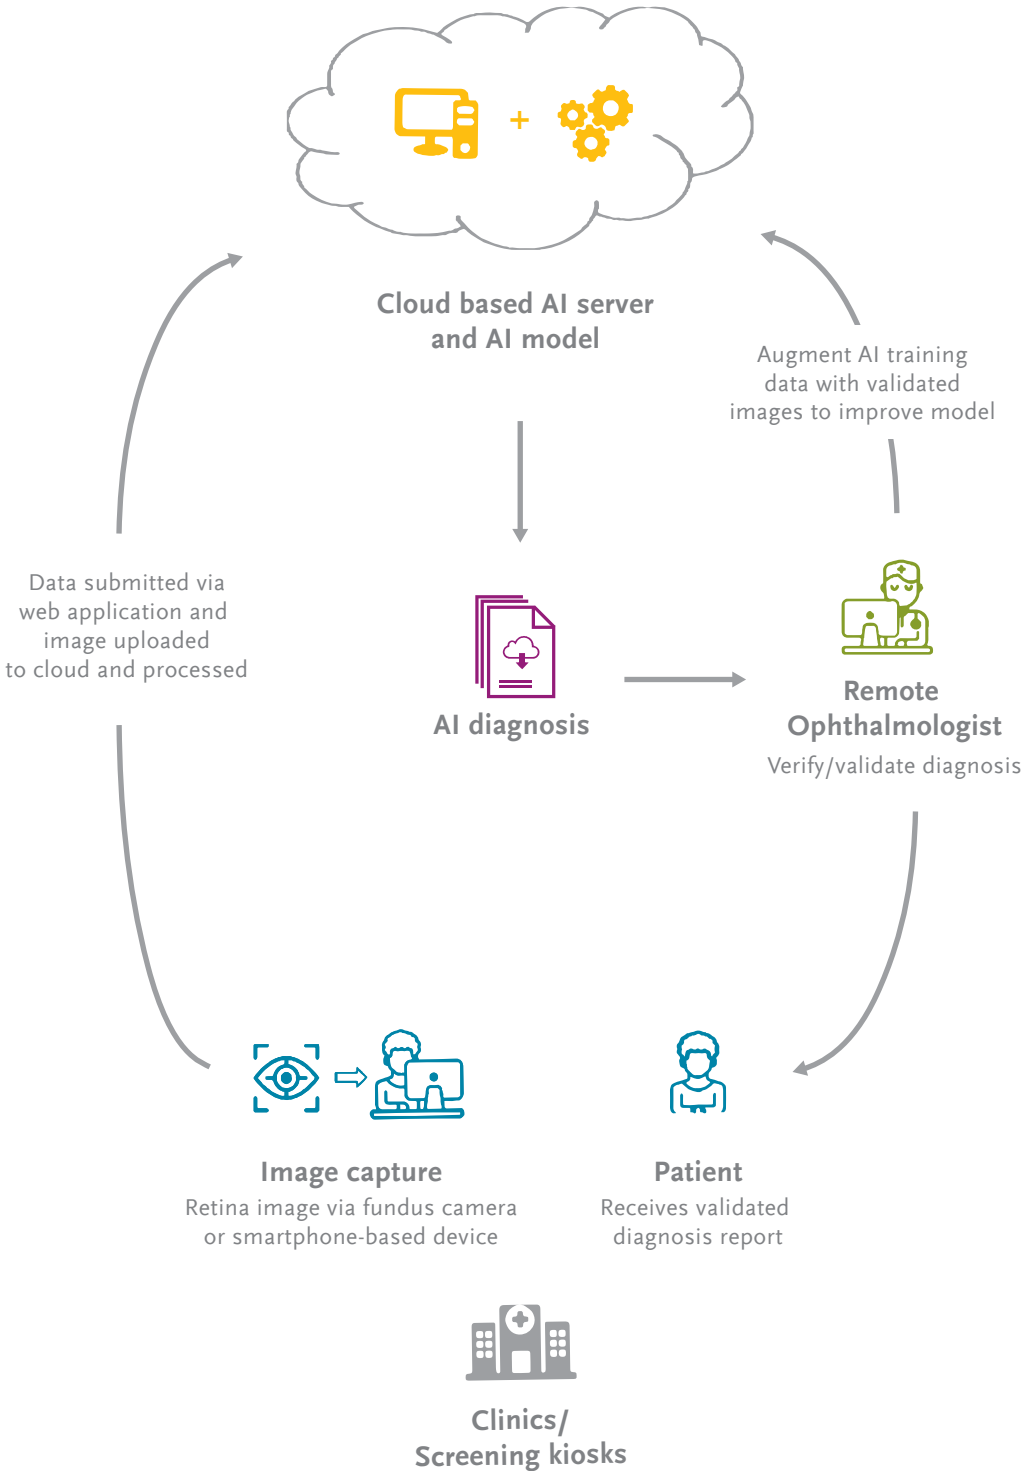 Cloud based AI server
and AI model
Augment AI training
data with validated
images to improve model
Data submitted via
web application and
image uploaded
to cloud and processed
AI diagnosis
Remote
Ophthalmologist
Verify/validate diagnosis
Image capture
Retina image via fundus camera
or smartphone-based device
Patient
Receives validated
diagnosis report
Clinics/
Screening kiosks